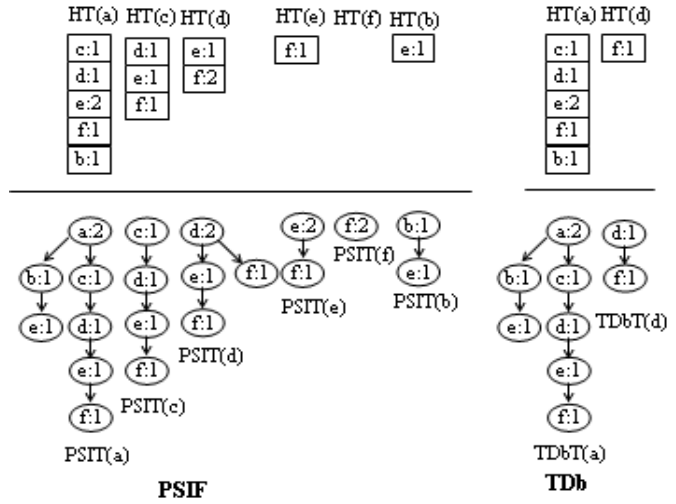 HT(a) HT(c) HT(d) HT(e) HT(f) HT(b) HT(a) HT(d)
c:1 d:1 e:1 f:1 e:1 c:1 f:1
d:1 e:1 f:2 d:1
e:2 f:1 e:2
f:1 f:1
b:1 b:1
a:2 c:1 d:2 e:2 f:2 b:1 a:2 d:1
PSIT(f)
b:1 c:1 d:1 e:1 f:1 f:1 e:1 b:1 c:1 f:1
PSIT(e) PSIT(b)
e:1 d:1 e:1 f:1 e:1 d:1 TDbT(d)
PSIT(d)
e:1 f:1 e:1
PSIT(c)
f:1 f:1
PSIT(a) TDbT(a)
PSIF TDb